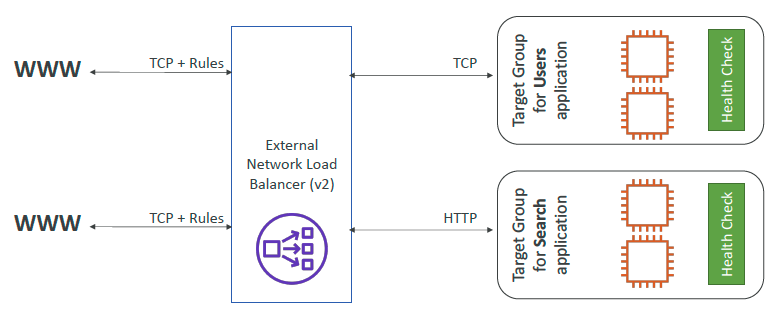 WWW
TCP + Rules
TCP
Target Group
for Users
application
Health Check
External
Network Load
Balancer (v2)
WWW
TCP + Rules
HTTP
Target Group
for Search
application
Health Check